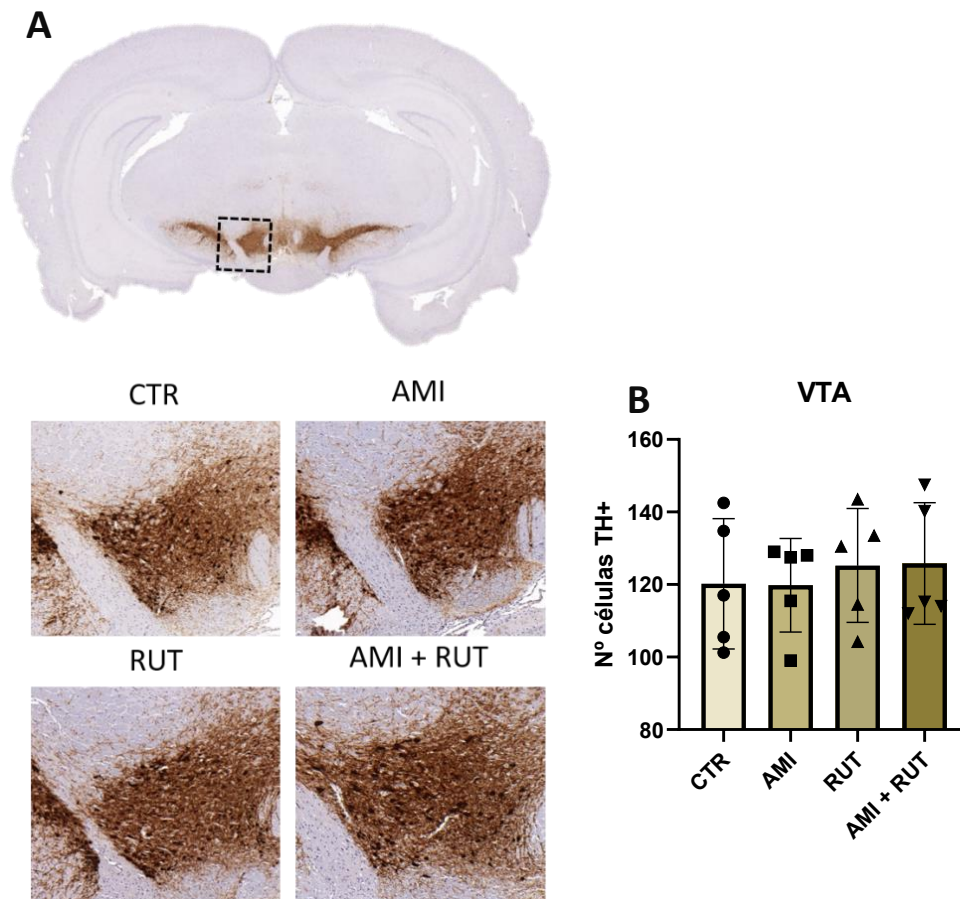 A
CTR
AMI
RUT
AMI + RUT
B
VTA
Nº células TH+
160
140
120
100
80
CTR
AMI
RUT
AMI + RUT